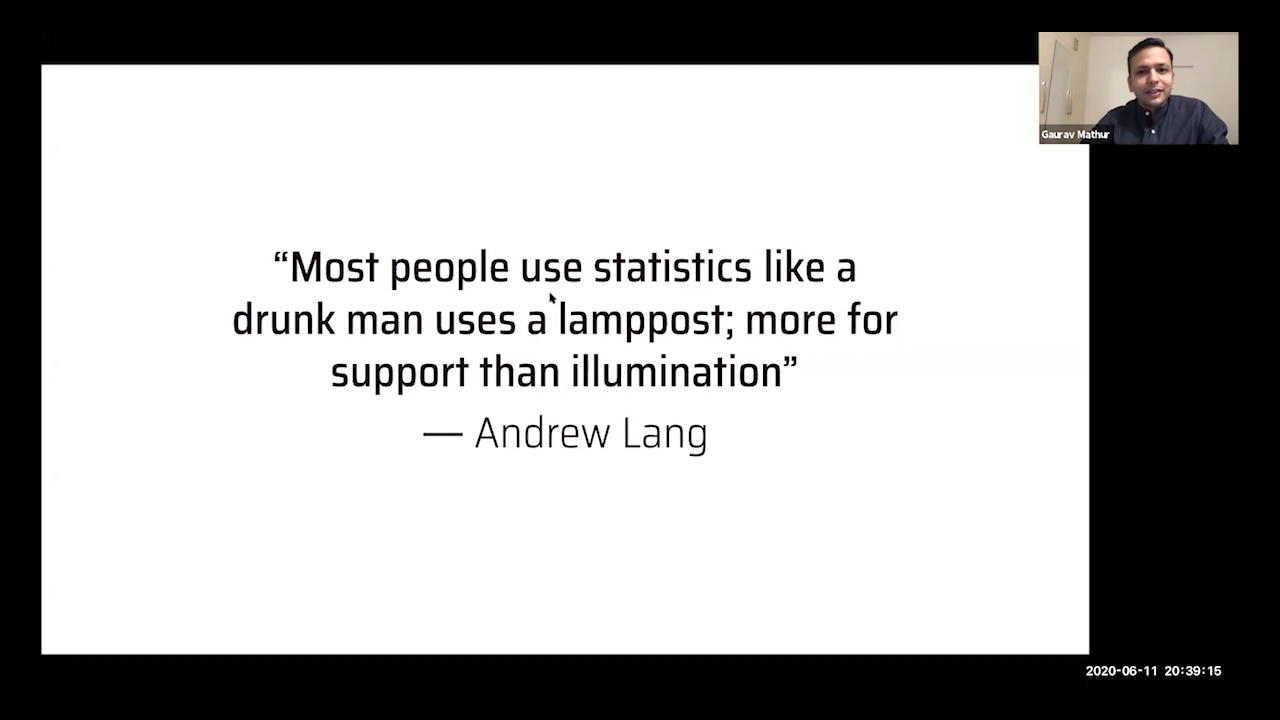 Gaurav Mathur
“Most people use statistics like a
drunk man uses a lamppost; more for
support than illumination”
— Andrew Lang
2020-06-11 20:39:15